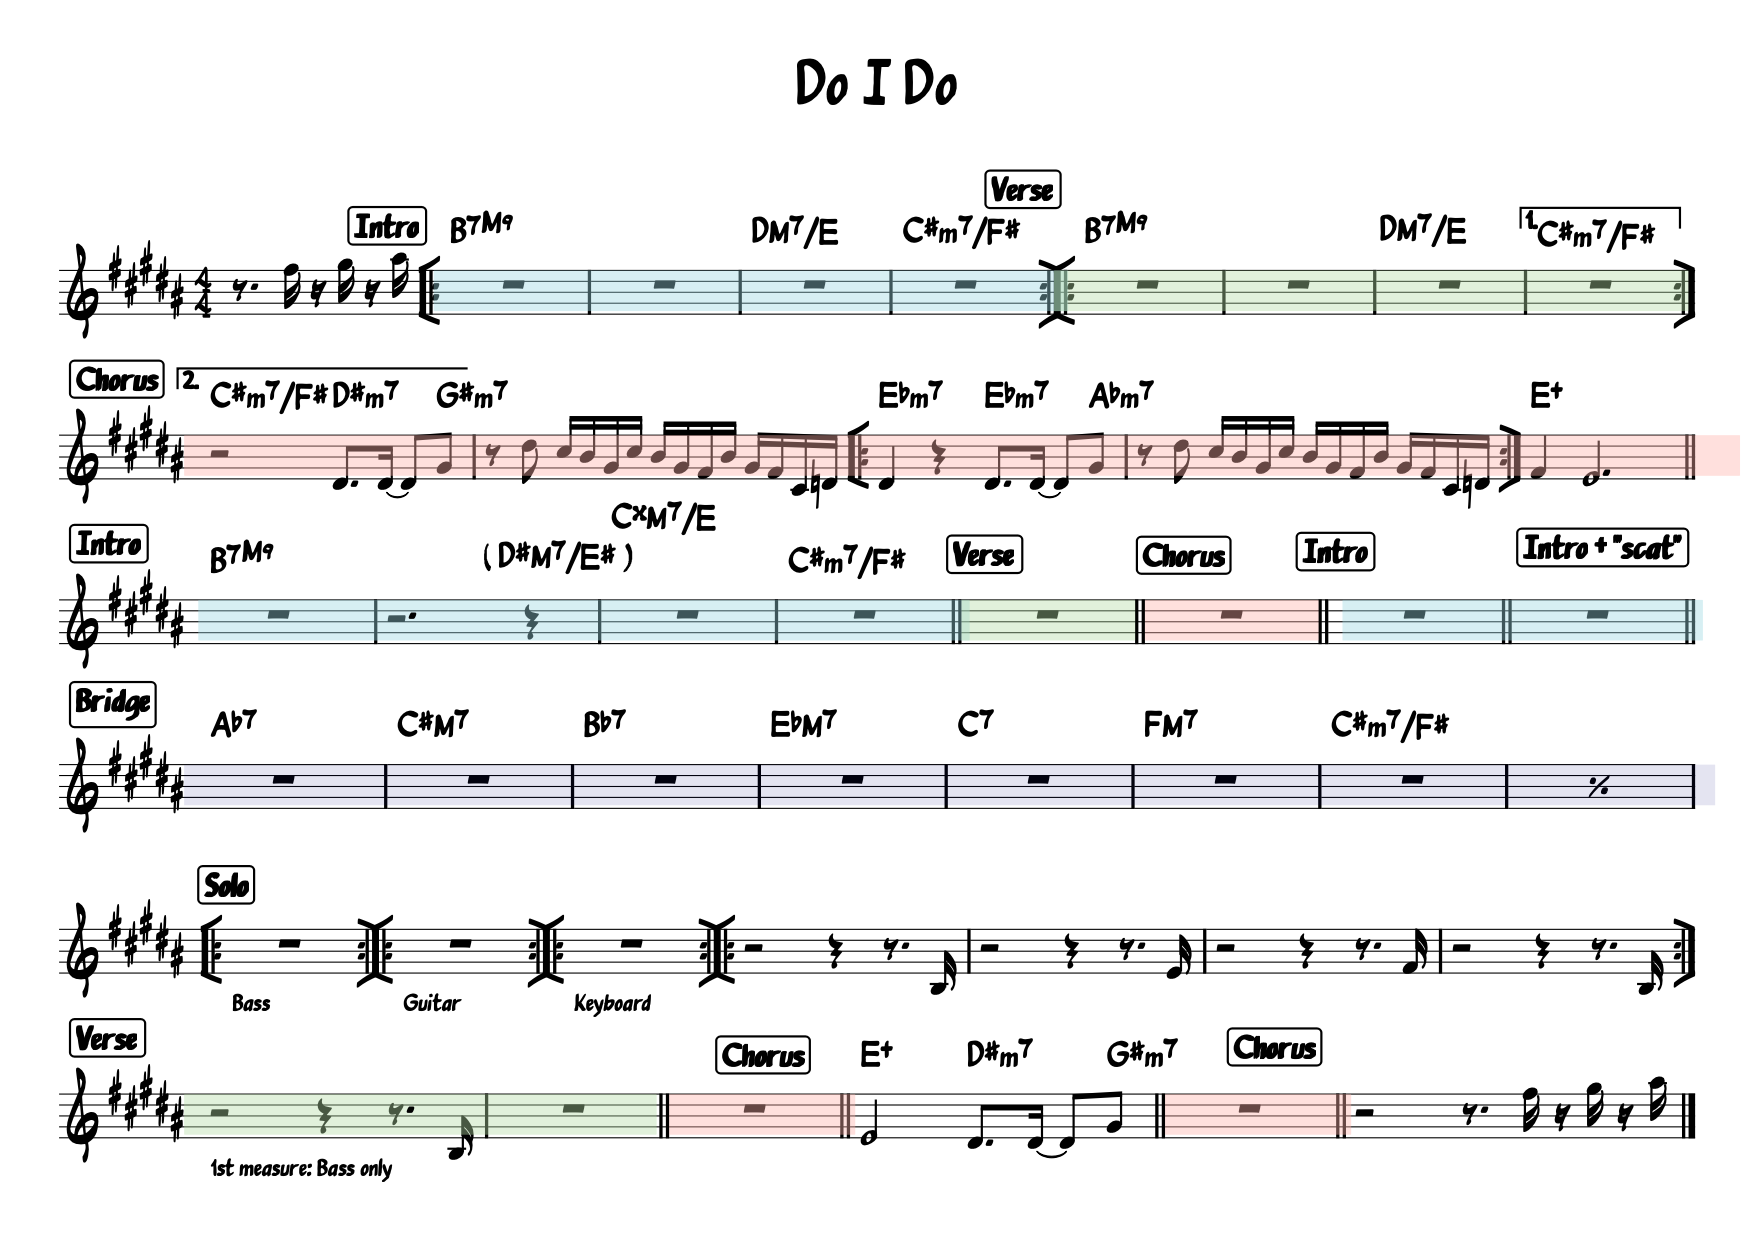 Do I Do
Verse
Intro B7M9 DM7/E C#m7/F# B7M9 DM7/E 1. C#m7/F#
4
4
Chorus 2. C#m7/F# D#m7 G#m7 Ebm7 Ebm7 Abm7 E+
CxM7/E
Intro B7M9 ( D#M7/E# ) C#m7/F# Verse Chorus Intro Intro + "scat"
Bridge
Ab7 C#M7 Bb7 EbM7 C7 FM7 C#m7/F#
Solo
Bass Guitar Keyboard
Verse Chorus E+ D#m7 G#m7 Chorus
1st measure: Bass only